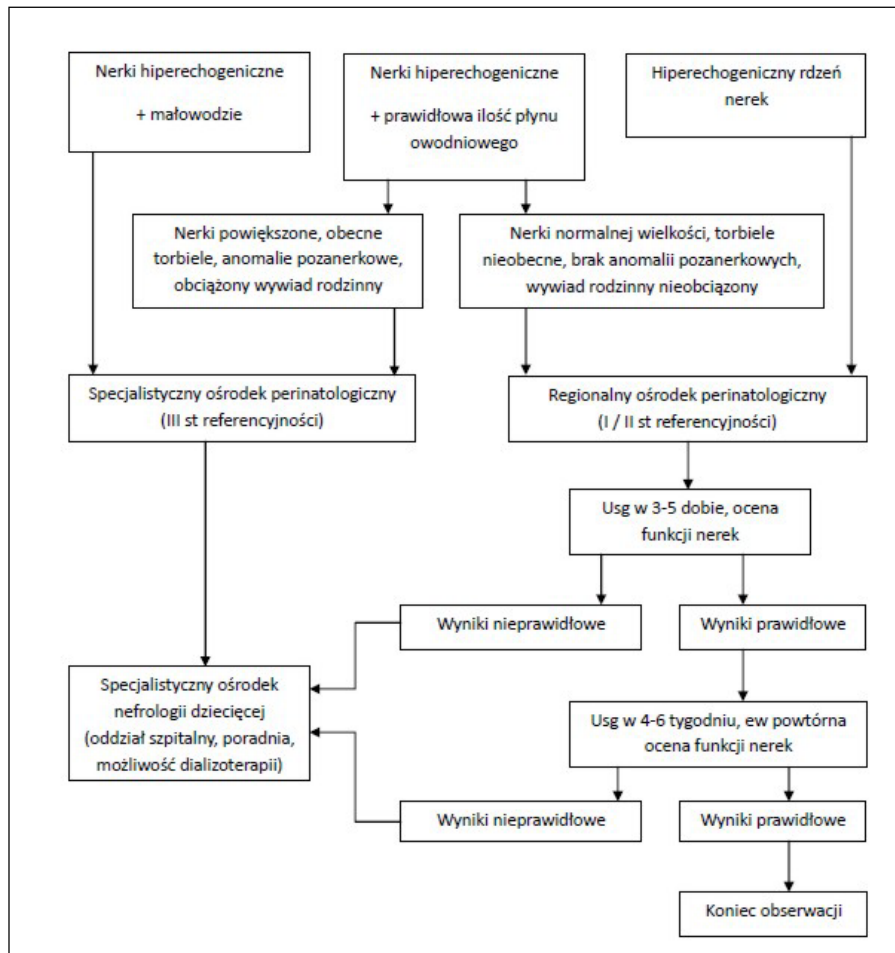 Nerki hiperechogeniczne
+ małowodzie
Nerki hiperechogeniczne
+ prawidłowa ilość płynu
owodniowego
Hiperechogeniczny rdzeń
nerek
Nerki powiększone, obecne
torbiele, anomalie pozanerkowe,
obciążony wywiad rodzinny
Nerki normalnej wielkości, torbiele
nieobecne, brak anomalii pozanerkowych,
wywiad rodzinny nieobciązony
Specjalistyczny ośrodek perinatologiczny
(III st referencyjności)
Regionalny ośrodek perinatologiczny
(I / II st referencyjności)
Usg w 3-5 dobie, ocena
funkcji nerek
Wyniki nieprawidłowe
Wyniki prawidłowe
Specjalistyczny ośrodek
nefrologii dziecięcej
(oddział szpitalny, poradnia,
możliwość dializoterapii)
Usg w 4-6 tygodniu, ew powtórna
ocena funkcji nerek
Wyniki nieprawidłowe
Wyniki prawidłowe
Koniec obserwacji